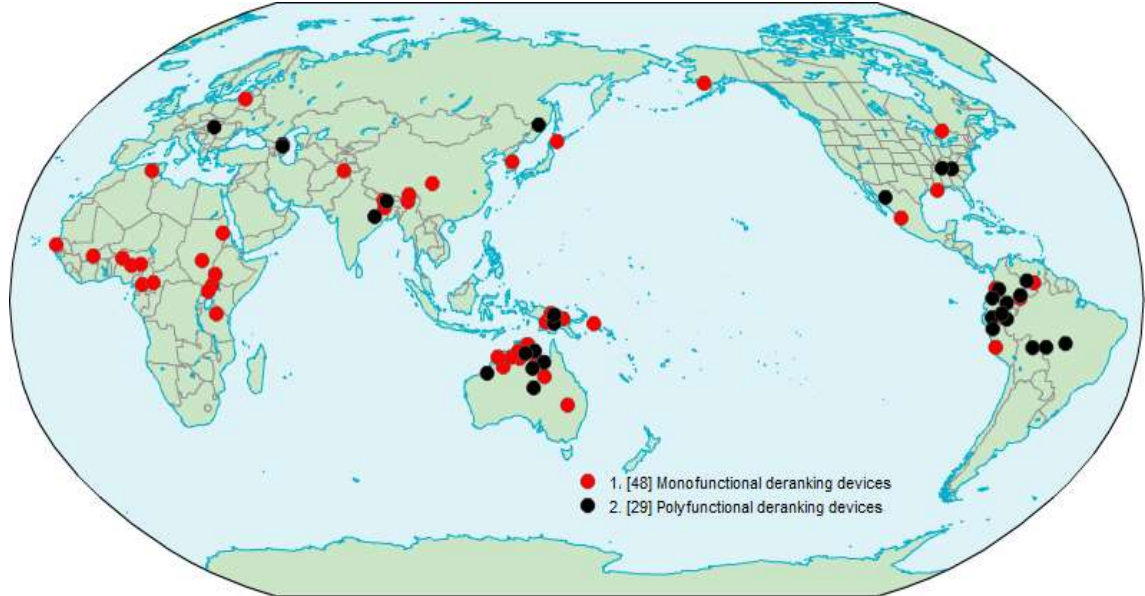 1. [48] Monofunctional deranking devices
2. [29] Polyfunctional deranking devices